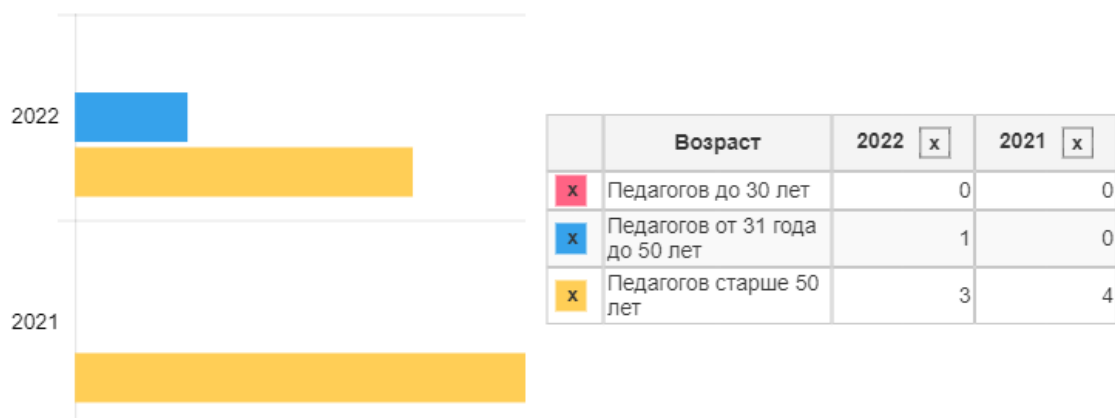 2022
2021
Возраст 2022 x 2021 x
x Педагогов до 30 лет 0 0
x Педагогов от 31 года
до 50 лет 1 0
x Педагогов старше 50
лет 3 4